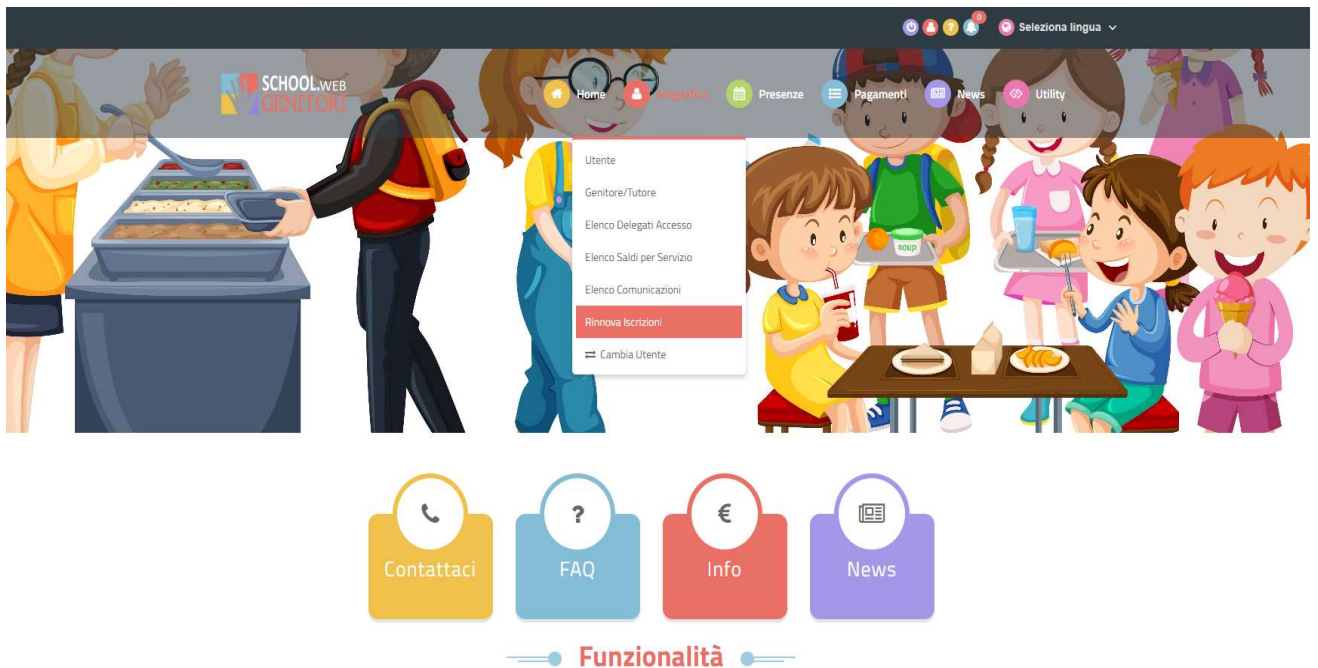 0
Seleziona lingua
SCHOOL.WEB
GENITORI
Home Anagrafica Presenze Pagamenti News Utility
Utente
Genitore/Tutore
Elenco Delegati Accesso
Elenco Saldi per Servizio
Elenco Comunicazioni
Rinnova Iscrizioni
Cambia Utente
soup
? €
Contattaci FAQ Info News
Funzionalità